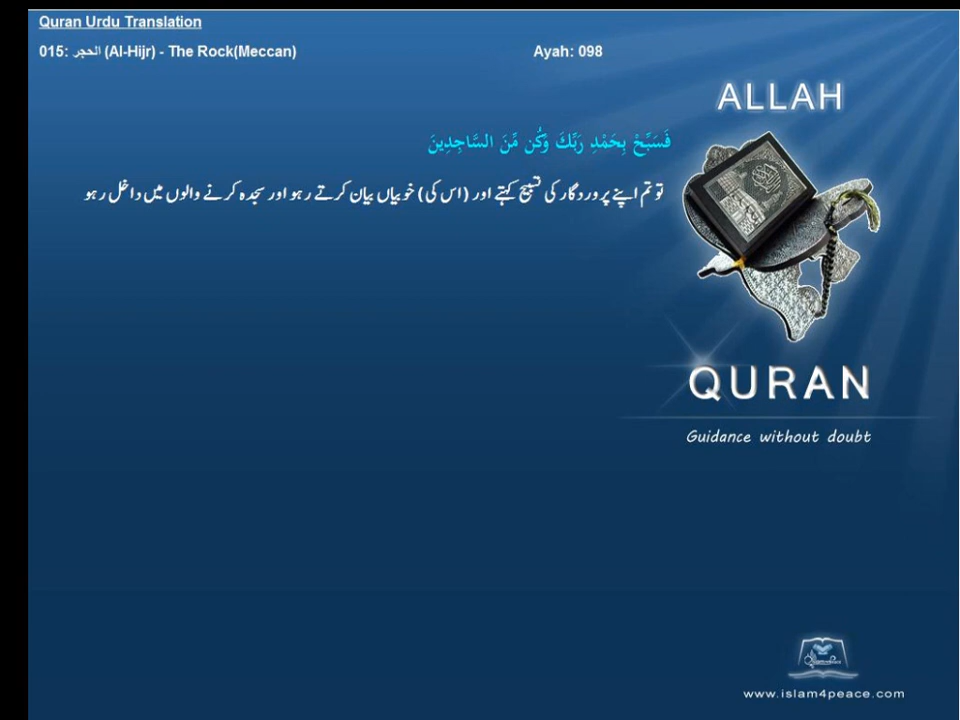 Quran Urdu Translation
015: الحجر (Al-Hijr) - The Rock(Meccan) Ayah: 098
ALLAH
فَسَبِّحْ بِحَمْدِ رَبِّكَ وَكُن مِّنَ السَّاجِدِينَ
تو تم اپنے پروردگار کی تسبیح کہتے اور (اس کی) خوبیاں بیان کرتے رہو اور سجدہ کرنے والوں میں داخل رہو
QURAN
Guidance without doubt
www.islam4peace.com